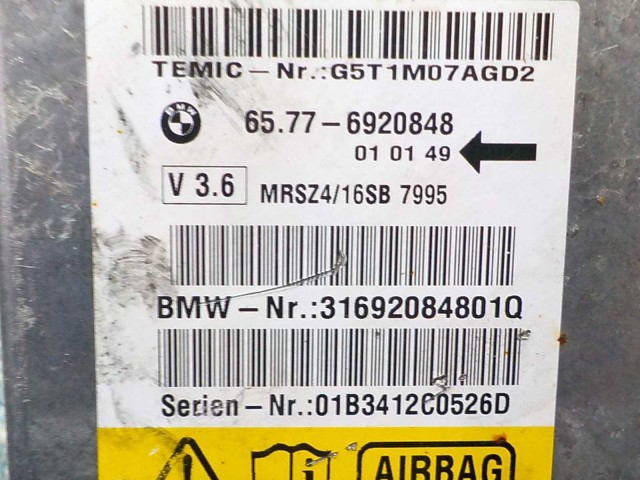 TEMIC-Nr.:G5T1M07AGD2
BMW
65.77-6920848
01 01 49
V 3.6
MRSZ4/16SB 7995
BMW-Nr.:31692084801Q
Serien-Nr.:01B3412C0526D
AIRBAG